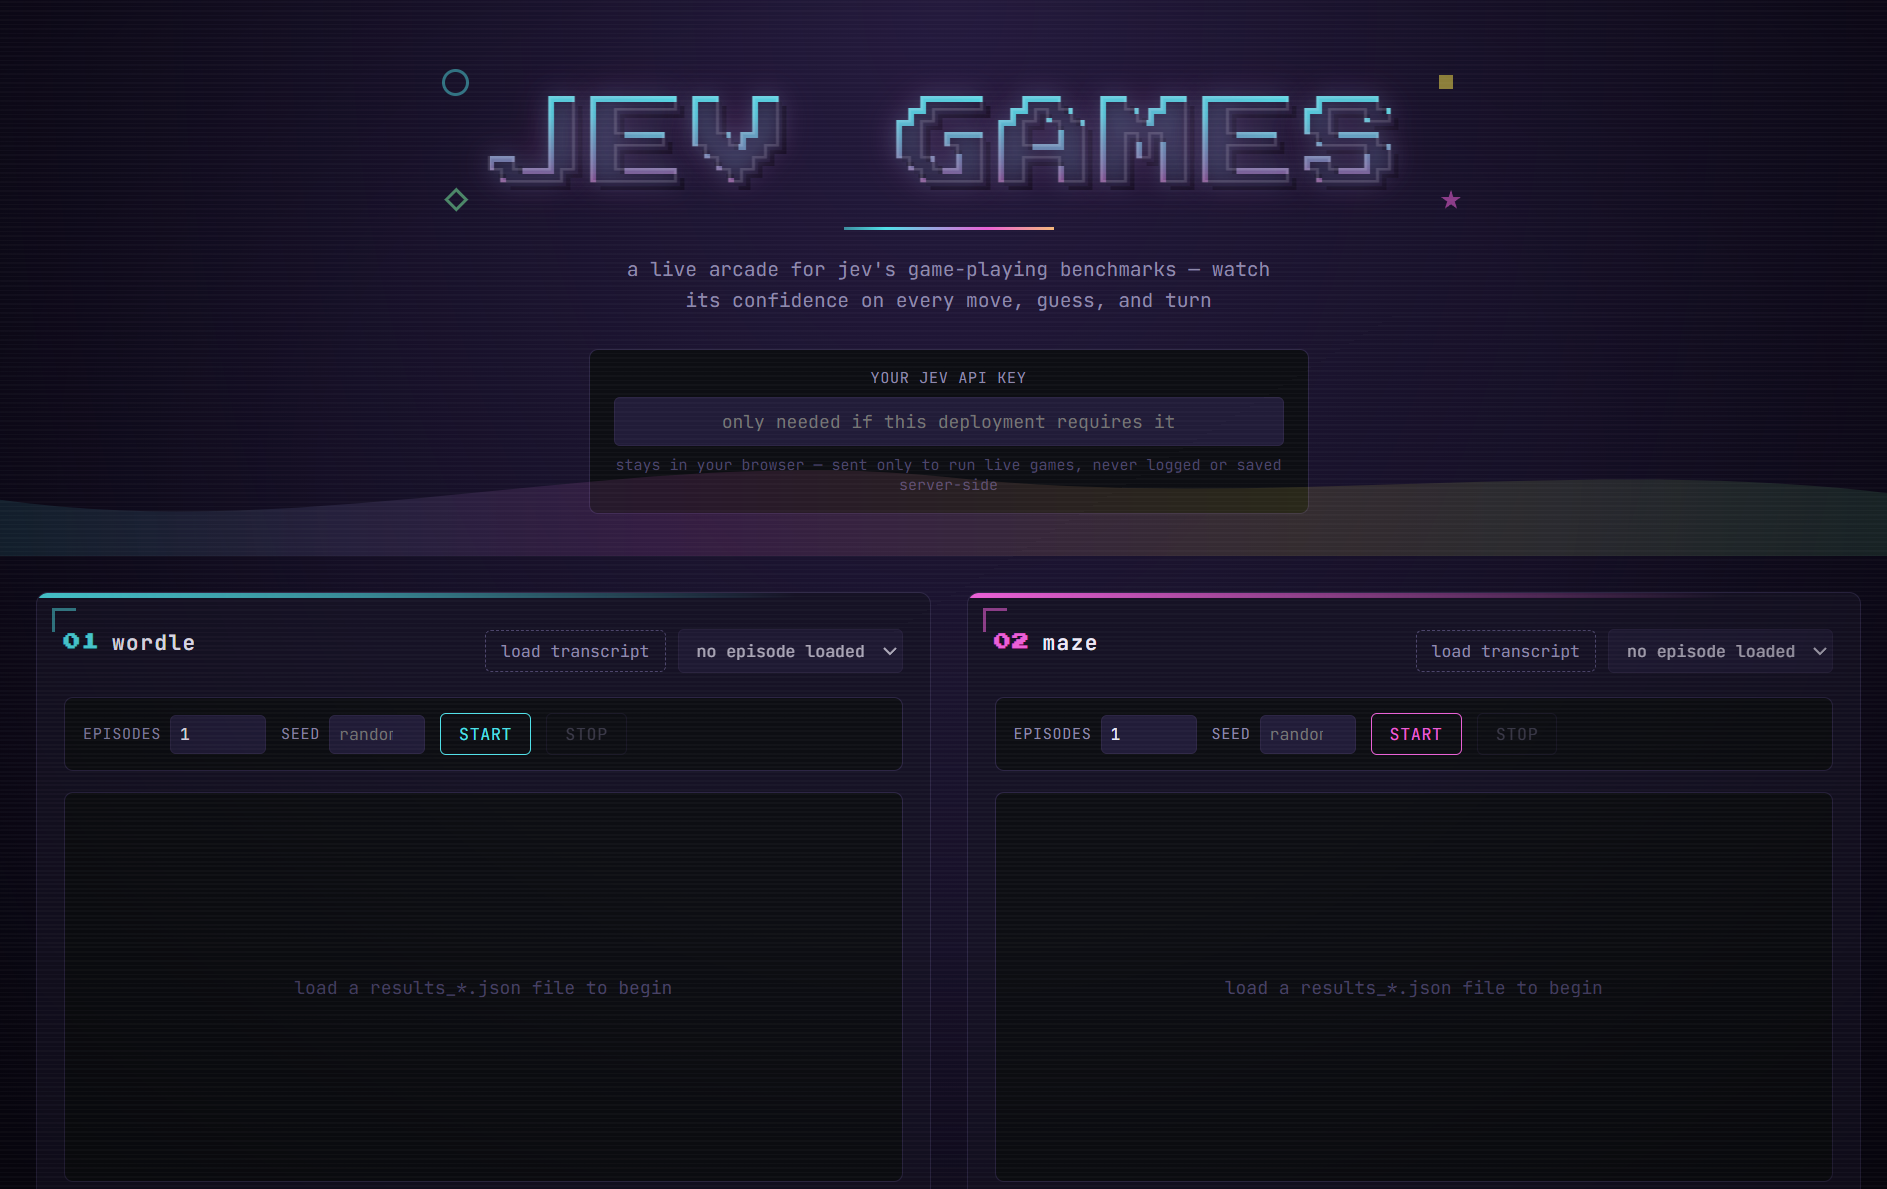 JEV GAMES
a live arcade for jev's game-playing benchmarks — watch
its confidence on every move, guess, and turn
YOUR JEV API KEY
only needed if this deployment requires it
stays in your browser — sent only to run live games, never logged or saved
server-side
01 wordle
load transcript
no episode loaded
EPISODES 1 SEED random START STOP
load a results_*.json file to begin
02 maze
load transcript
no episode loaded
EPISODES 1 SEED random START STOP
load a results_*.json file to begin